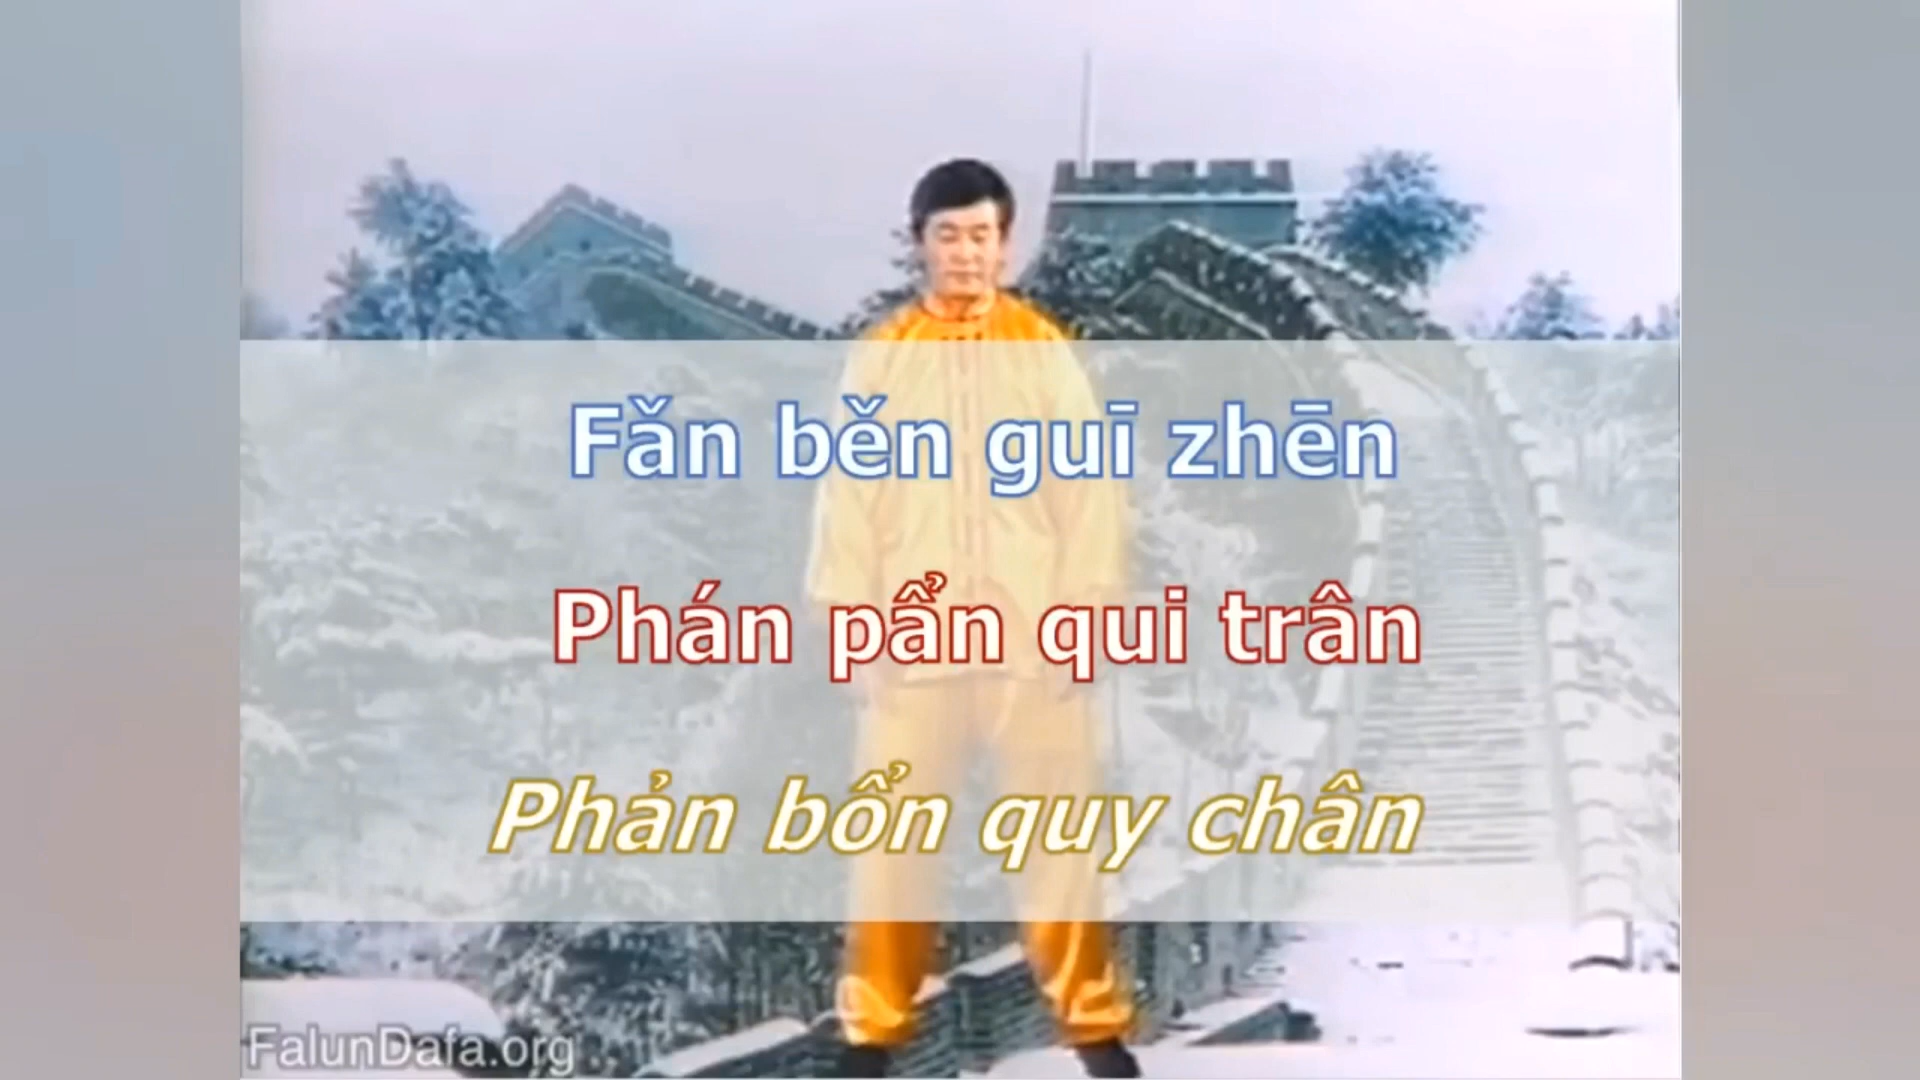 Fǎn běn guī zhēn
Phán pẩn qui trân
Phản bổn quy chân
FalunDafa.org